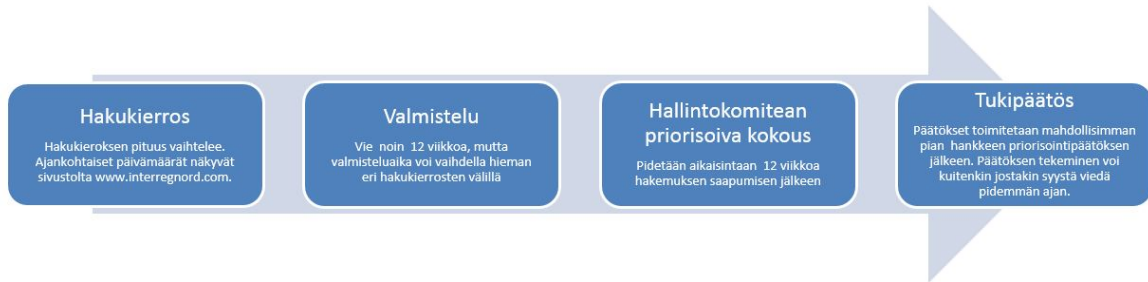 Hakukierros
Hakukieroksen pituus vaihtelee.
Ajankohtaiset päivämäärät näkyvät
sivustolta www.interregnord.com.
Valmistelu
Vie noin 12 viikkoa, mutta
valmisteluaika voi vaihdella hieman
eri hakukierrosten välillä
Hallintokomitean
priorisoiva kokous
Pidetään aikaisintaan 12 viikkoa
hakemuksen saapumisen jälkeen
Tukipäätös
Päätökset toimitetaan mahdollisimman
pian hankkeen priorisointipäätöksen
jälkeen. Päätöksen tekeminen voi
kuitenkin jostakin syystä viedä
pidemmän ajan.